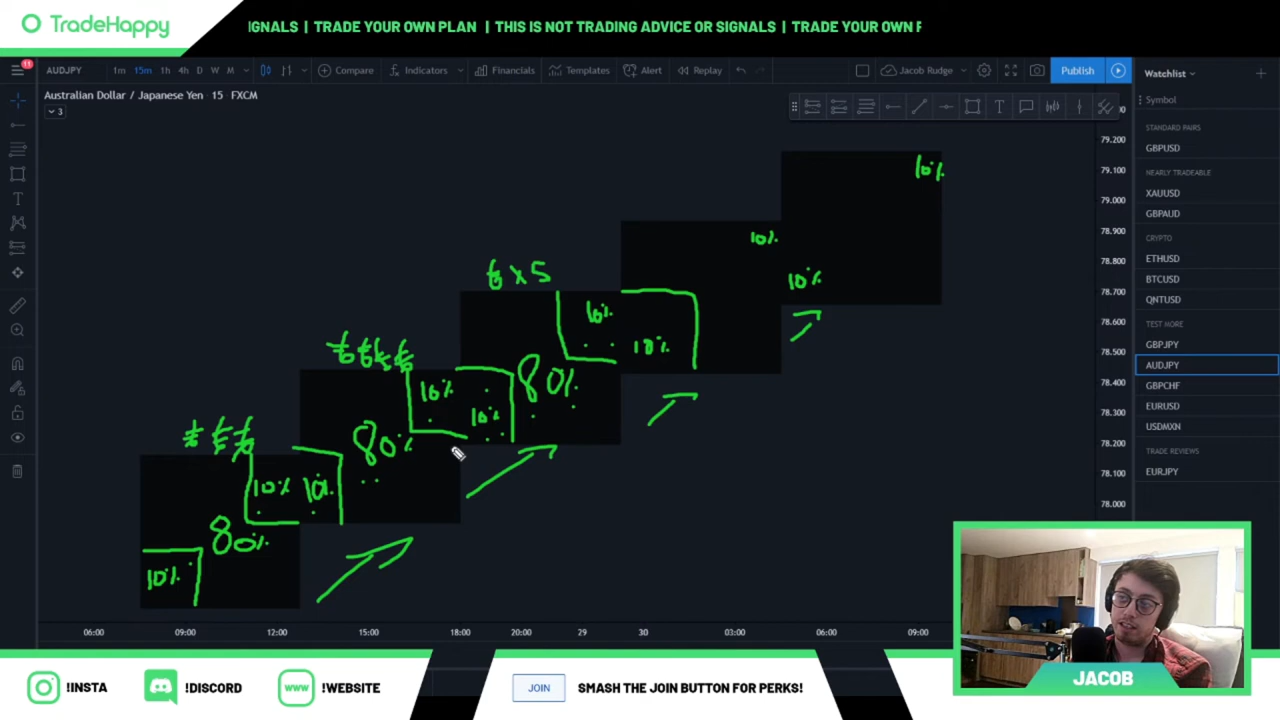 TradeHappy
IGNALS | TRADE YOUR OWN PLAN | THIS IS NOT TRADING ADVICE OR SIGNALS | TRADE YOUR OWN F
11
AUDJPY 1m 15m 1h 4h D W M Compare Indicators Financials Templates Alert Replay Jacob Rudge Publish
Watchlist
Australian Dollar / Japanese Yen · 15 · FXCM
3
Symbol
STANDARD PAIRS
GBPUSD
NEARLY TRADEABLE
XAUUSD
GBPAUD
CRYPTO
ETHUSD
BTCUSD
QNTUSD
TEST MORE
GBPJPY
AUDJPY
GBPCHF
EURUSD
USDMXN
TRADE REVIEWS
EURJPY
79.200
79.100
79.000
78.900
78.800
78.700
78.600
78.500
78.400
78.300
78.200
78.100
78.000
10%
10%
10%
x 5
10%
10%
80%
10%
10%
80%
10% 10%
80%
10%
06:00 09:00 12:00 15:00 18:00 20:00 29 30 03:00 06:00 09:00
JACOB
!INSTA !DISCORD WWW !WEBSITE JOIN SMASH THE JOIN BUTTON FOR PERKS!